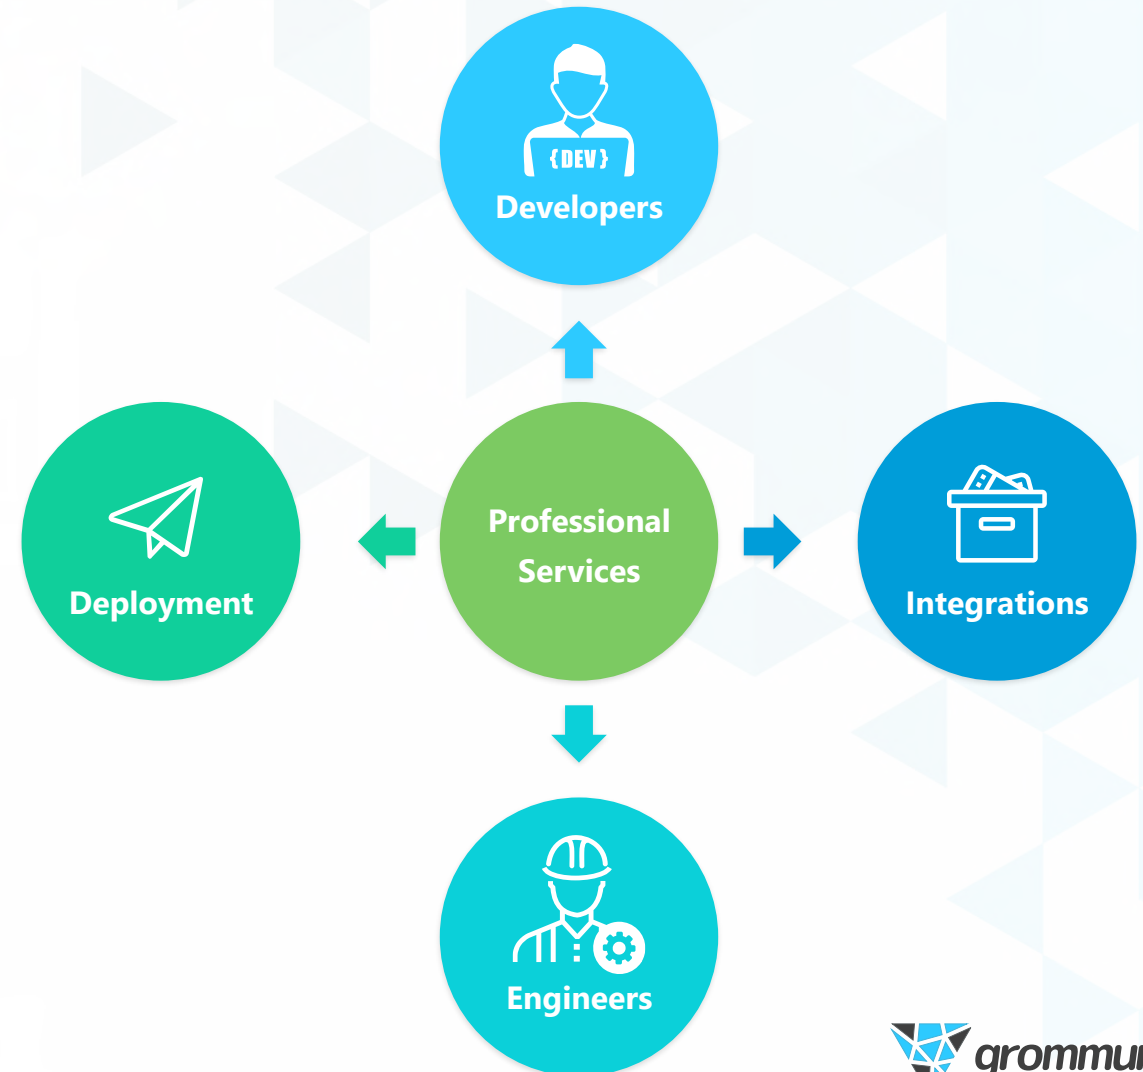 {DEV}
Developers
Professional
Services
Deployment
Integrations
Engineers